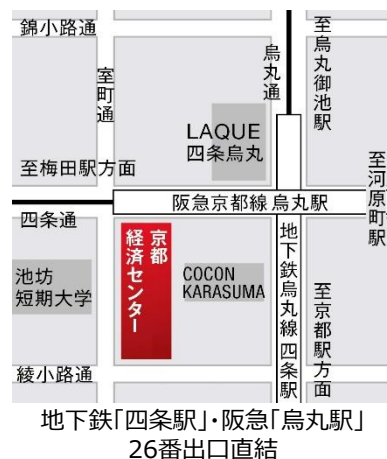 錦小路通
室町通
烏丸通
至烏丸御池駅
LAQUE
四条烏丸
至梅田駅方面
至河原町駅
阪急京都線 烏丸駅
四条通
京都
経済センター
池坊
短期大学
COCON
KARASUMA
地下鉄烏丸線 四条駅
至京都駅方面
綾小路通
地下鉄「四条駅」・阪急「烏丸駅」
26番出口直結